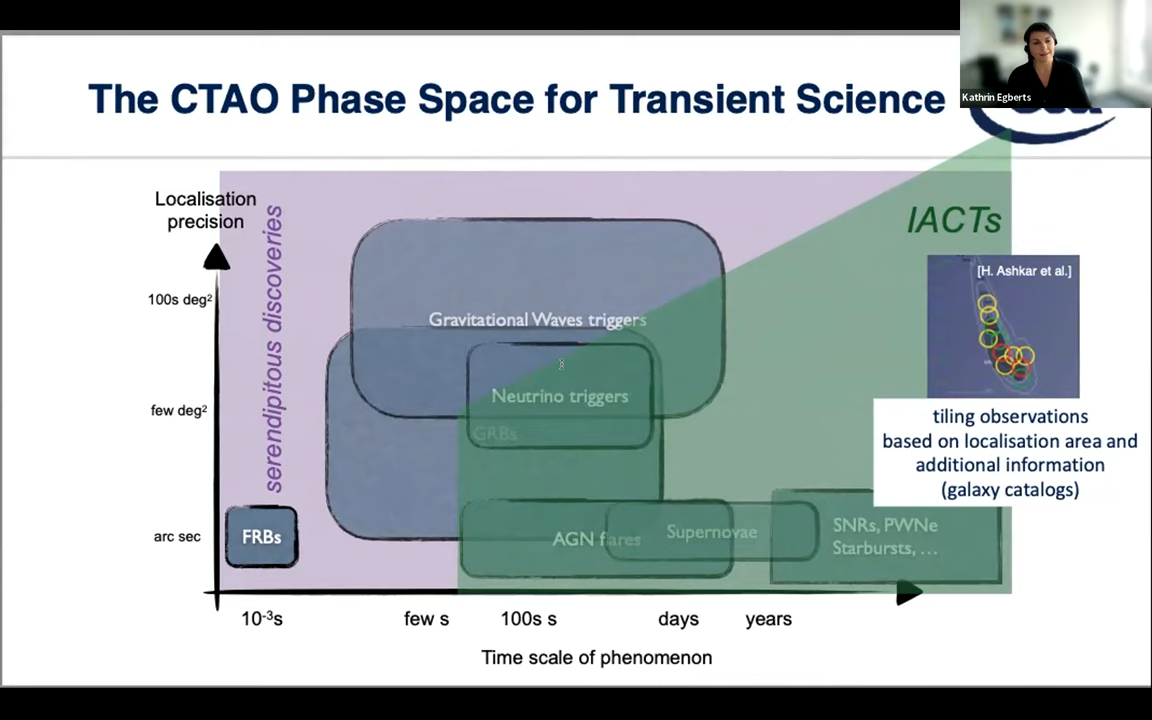 Kathrin Egberts
The CTAO Phase Space for Transient Science
Localisation
precision
serendipitous discoveries
IACTs
[H. Ashkar et al.]
100s deg²
Gravitational Waves triggers
few deg²
Neutrino triggers
GRBs
tiling observations
based on localisation area and
additional information
(galaxy catalogs)
arc sec
FRBs
AGN flares
Supernovae
SNRs, PWNe
Starbursts, ...
10⁻³s
few s
100s s
days
years
Time scale of phenomenon